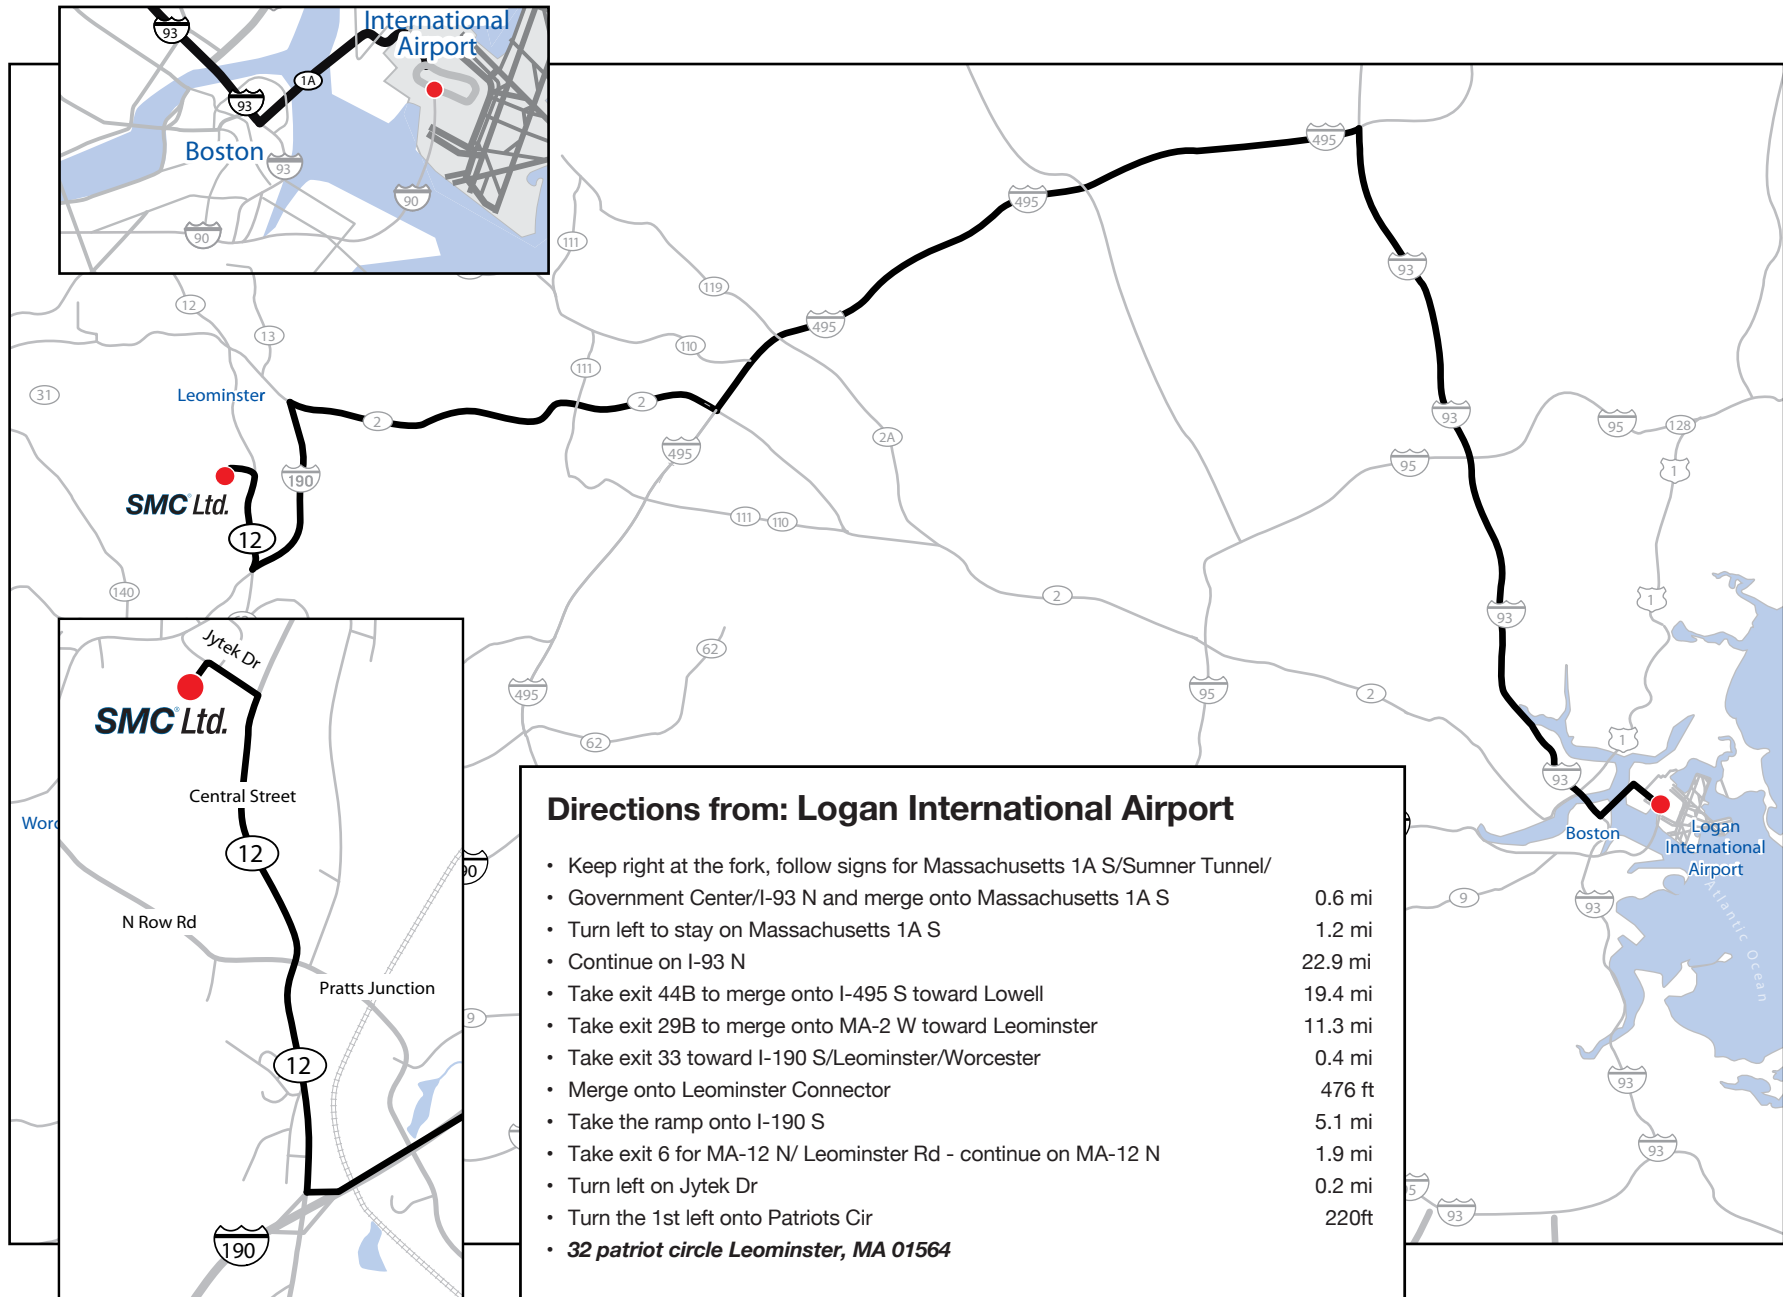 International
Airport
93
1A
93
Boston
93
90
90
495
495
495
93
111
119
12
13
110
111
31
Leominster
2
2
2A
495
93
95
128
95
1
190
SMC® Ltd.
12
111
110
140
2
1
93
62
495
95
2
62
1
93
Boston
Logan
International
Airport
Atlantic Ocean
9
93
93
93
93
Jytek Dr
SMC® Ltd.
Central Street
12
N Row Rd
Pratts Junction
12
190
9
Directions from: Logan International Airport
• Keep right at the fork, follow signs for Massachusetts 1A S/Sumner Tunnel/
• Government Center/I-93 N and merge onto Massachusetts 1A S 0.6 mi
• Turn left to stay on Massachusetts 1A S 1.2 mi
• Continue on I-93 N 22.9 mi
• Take exit 44B to merge onto I-495 S toward Lowell 19.4 mi
• Take exit 29B to merge onto MA-2 W toward Leominster 11.3 mi
• Take exit 33 toward I-190 S/Leominster/Worcester 0.4 mi
• Merge onto Leominster Connector 476 ft
• Take the ramp onto I-190 S 5.1 mi
• Take exit 6 for MA-12 N/ Leominster Rd - continue on MA-12 N 1.9 mi
• Turn left on Jytek Dr 0.2 mi
• Turn the 1st left onto Patriots Cir 220ft
• 32 patriot circle Leominster, MA 01564